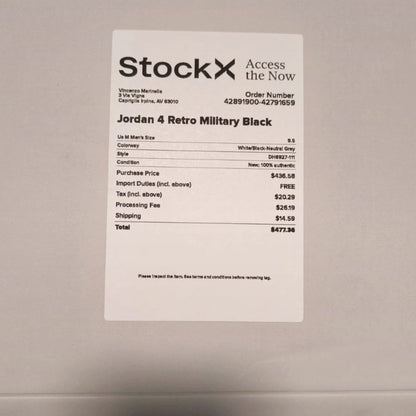 StockX Access the Now
Vincenzo Marinelle
3 Via Vigna
Capriglia Irpina, AV 83010
Order Number
42891900-42791659
Jordan 4 Retro Military Black
Us M Men's Size 8.5
Colorway White/Black-Neutral Grey
Style DH6927-111
Condition New; 100% authentic
Purchase Price $436.58
Import Duties (incl. above) FREE
Tax (incl. above) $20.29
Processing Fee $26.19
Shipping $14.59
Total $477.36
Please inspect the item. See terms and conditions before removing tag.